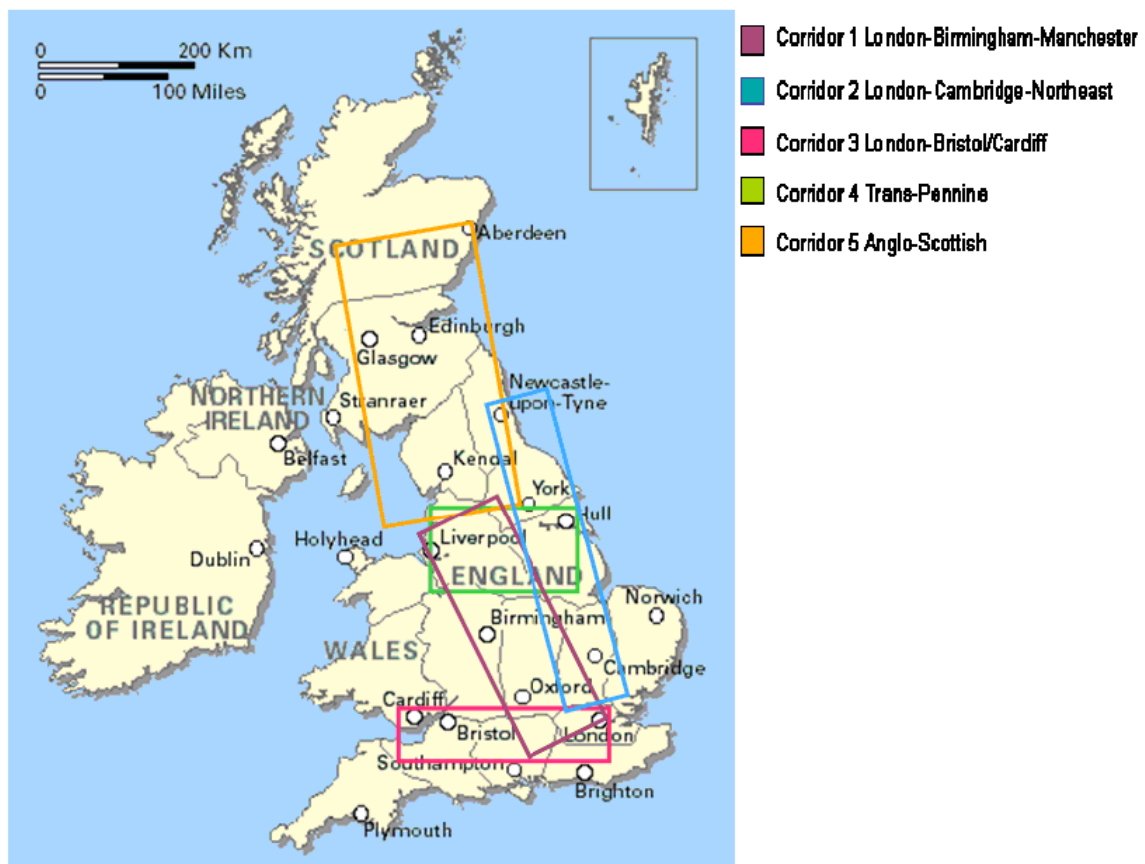 0 200 Km
0 100 Miles
Corridor 1 London-Birmingham-Manchester
Corridor 2 London-Cambridge-Northeast
Corridor 3 London-Bristol/Cardiff
Corridor 4 Trans-Pennine
Corridor 5 Anglo-Scottish
Aberdeen
SCOTLAND
Edinburgh
Glasgow
Newcastle-
upon-Tyne
NORTHERN
IRELAND
Stranraer
Belfast
Kendal
York
Hull
Holyhead
Liverpool
Dublin
ENGLAND
REPUBLIC
OF IRELAND
Norwich
Birmingham
WALES
Cambridge
Oxford
Cardiff
Bristol
London
Southampton
Brighton
Plymouth